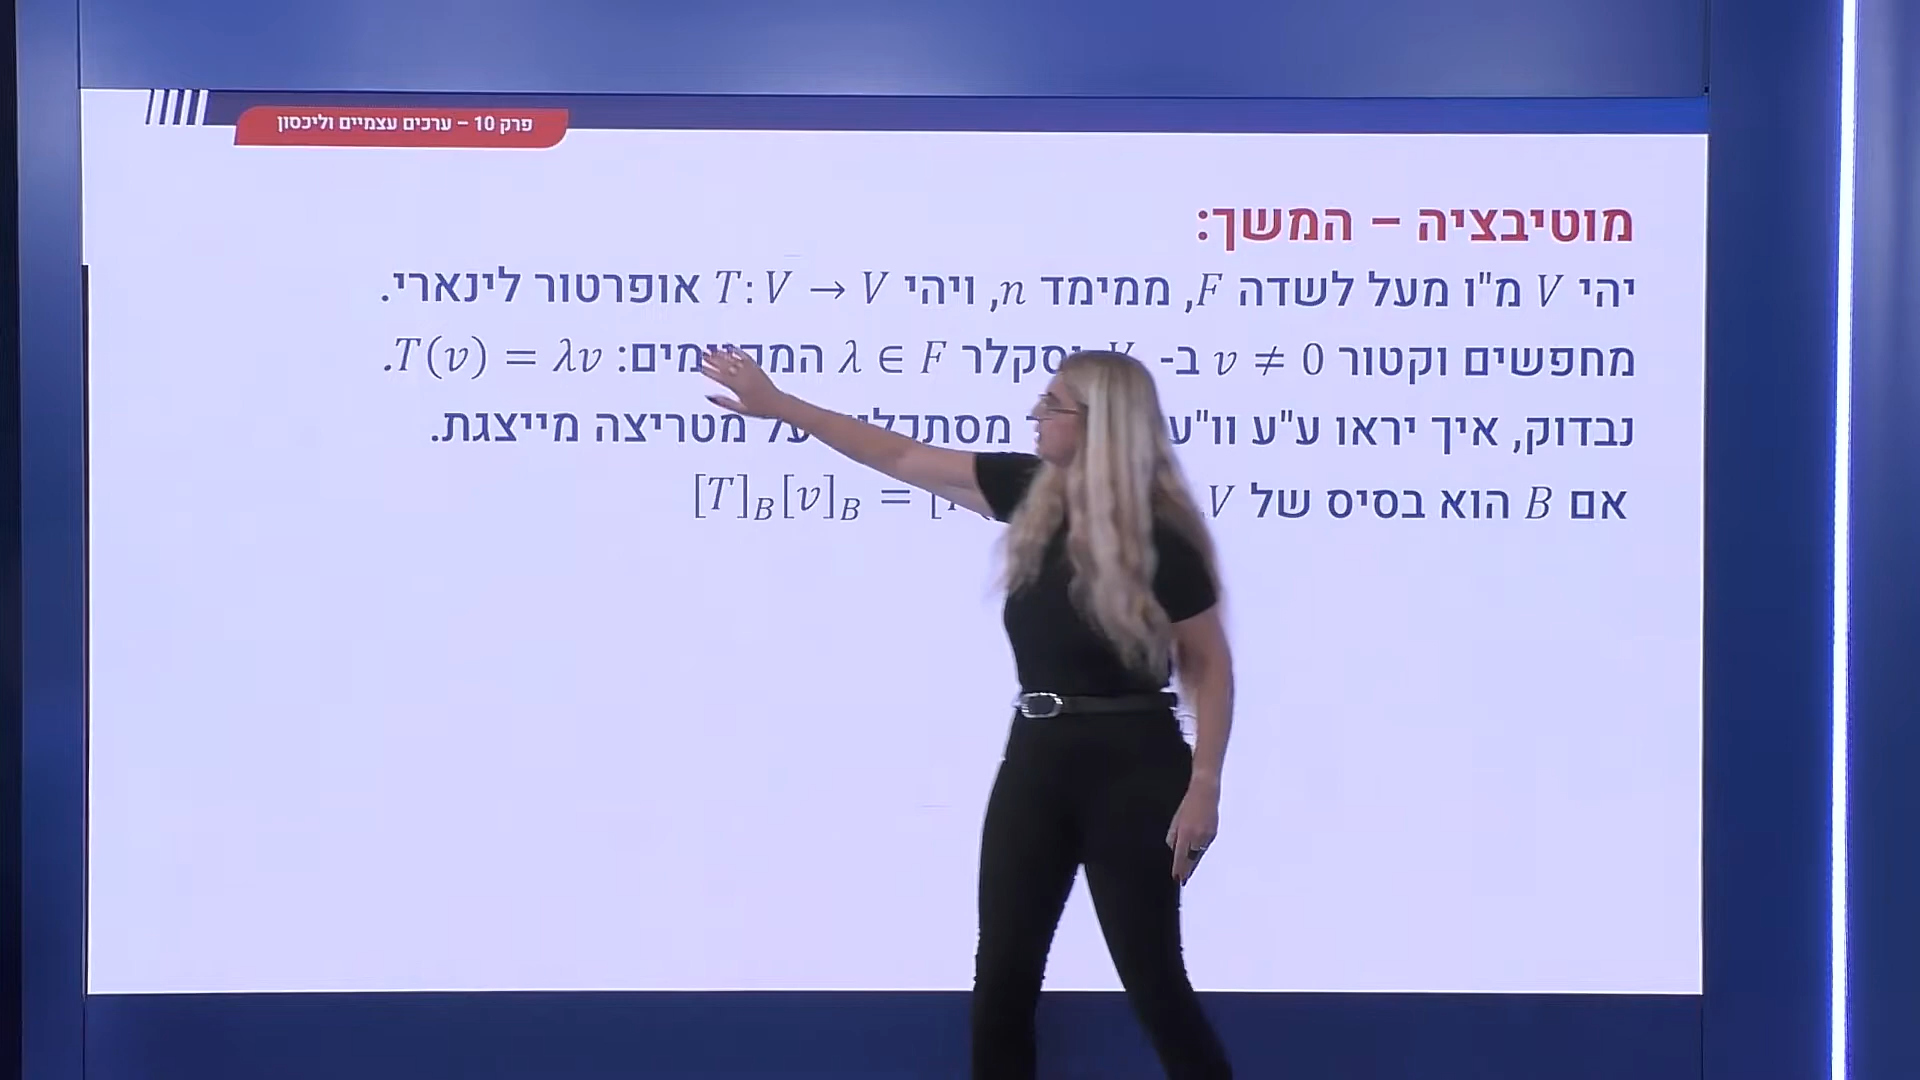 פרק 10 – ערכים עצמיים וליכסון
מוטיבציה – המשך:
יהי V מ"ו מעל לשדה F, ממימד n, ויהי T: V → V אופרטור לינארי.
מחפשים וקטור v ≠ 0 ב- V וסקלר λ ∈ F המקיימים: T(v) = λv.
נבדוק, איך יראו ע"ע וו"ע מסתכלים על מטריצה מייצגת.
אם B הוא בסיס של V, [T]_B[v]_B = [